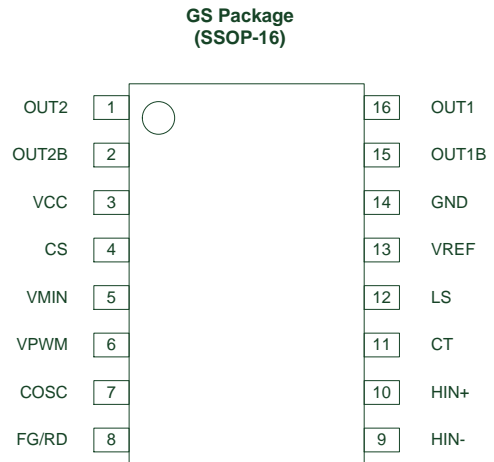 GS Package
(SSOP-16)
OUT2 1 16 OUT1
OUT2B 2 15 OUT1B
VCC 3 14 GND
CS 4 13 VREF
VMIN 5 12 LS
VPWM 6 11 CT
COSC 7 10 HIN+
FG/RD 8 9 HIN-